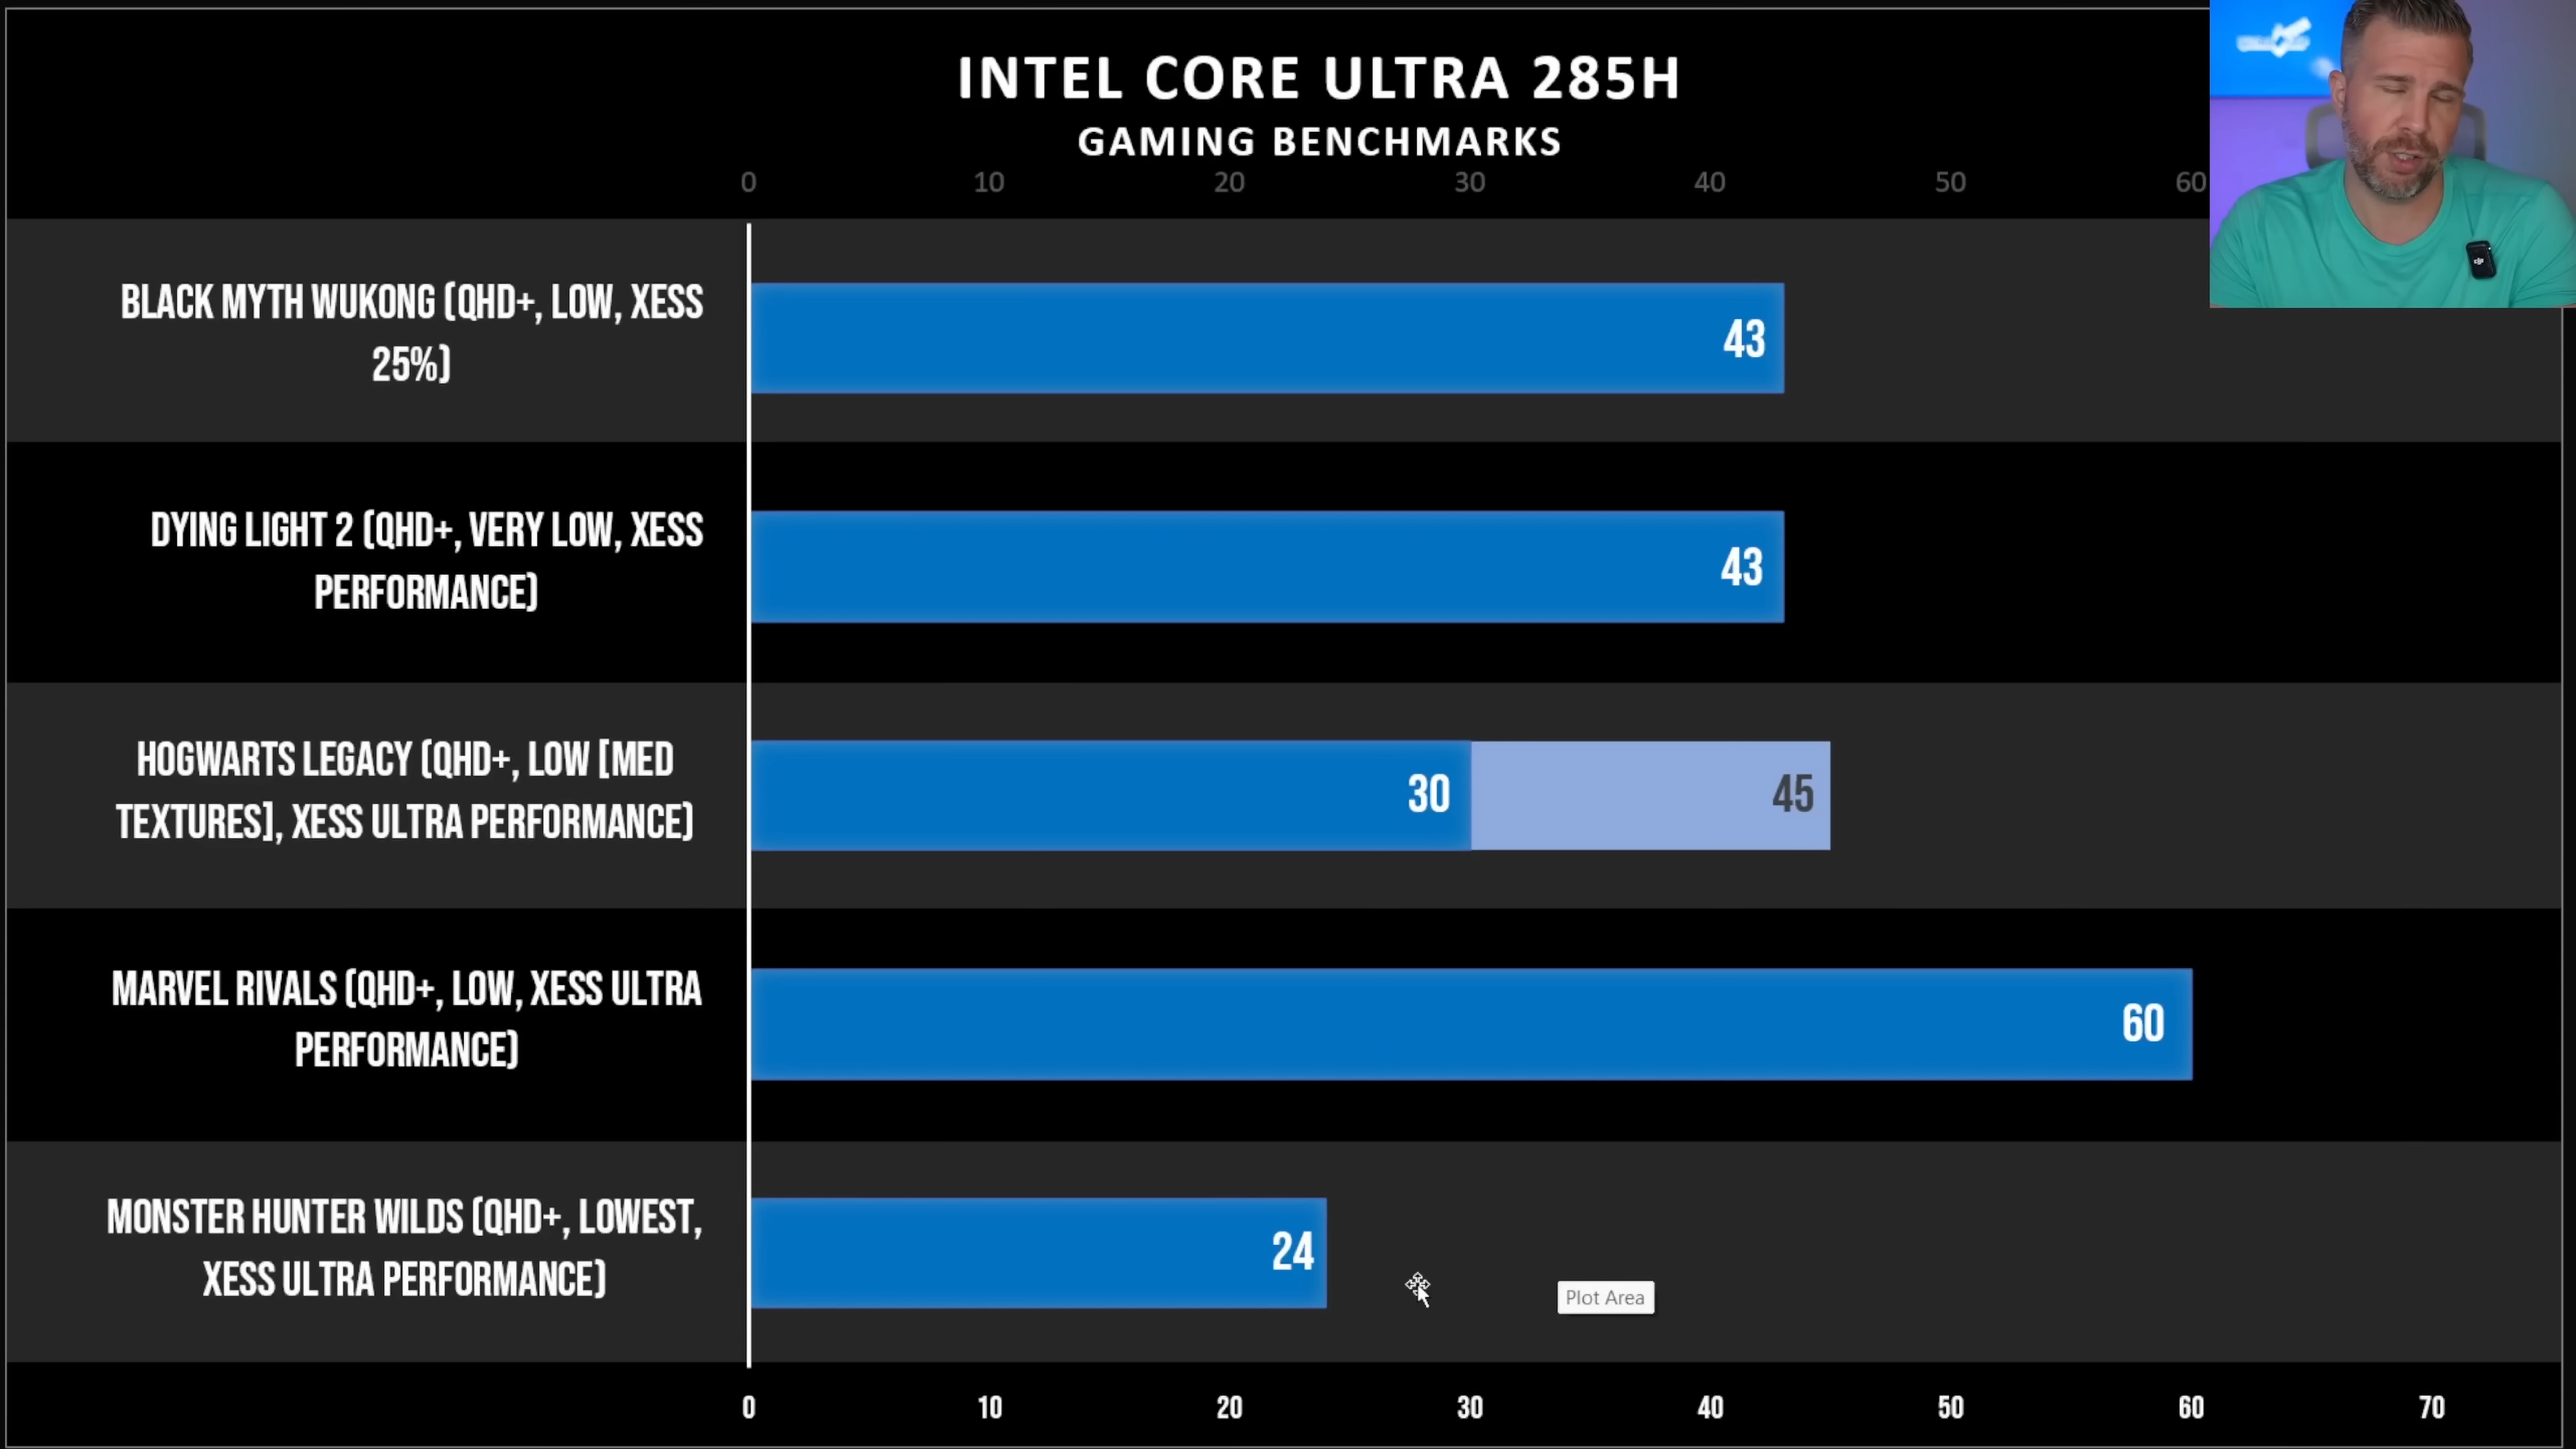 INTEL CORE ULTRA 285H
GAMING BENCHMARKS
0 10 20 30 40 50 60
BLACK MYTH WUKONG (QHD+, LOW, XESS
25%)
43
DYING LIGHT 2 (QHD+, VERY LOW, XESS
PERFORMANCE)
43
HOGWARTS LEGACY (QHD+, LOW [MED
TEXTURES], XESS ULTRA PERFORMANCE)
30 45
MARVEL RIVALS (QHD+, LOW, XESS ULTRA
PERFORMANCE)
60
MONSTER HUNTER WILDS (QHD+, LOWEST,
XESS ULTRA PERFORMANCE)
24
Plot Area
0 10 20 30 40 50 60 70